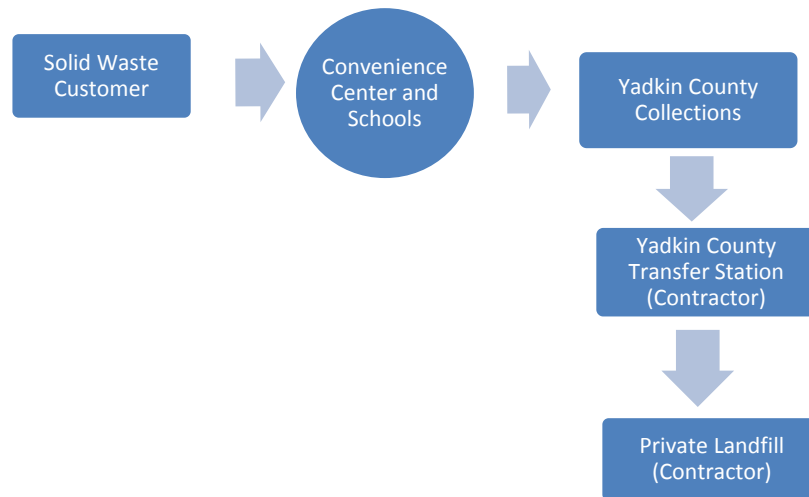 Solid Waste
Customer
Convenience
Center and
Schools
Yadkin County
Collections
Yadkin County
Transfer Station
(Contractor)
Private Landfill
(Contractor)